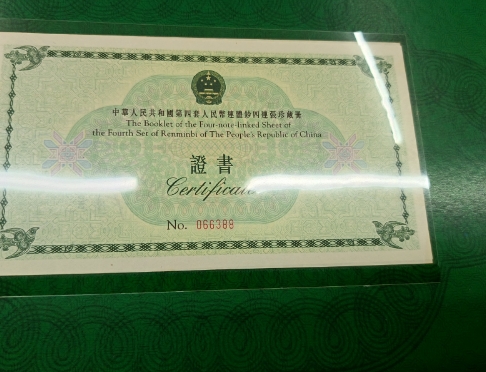 中華人民共和國第四套人民幣連體鈔四連張珍藏冊
The Booklet of the Four-note-linked Sheet of
the Fourth Set of Renminbi of The People's Republic of China
證書
Certificate
No. 066388